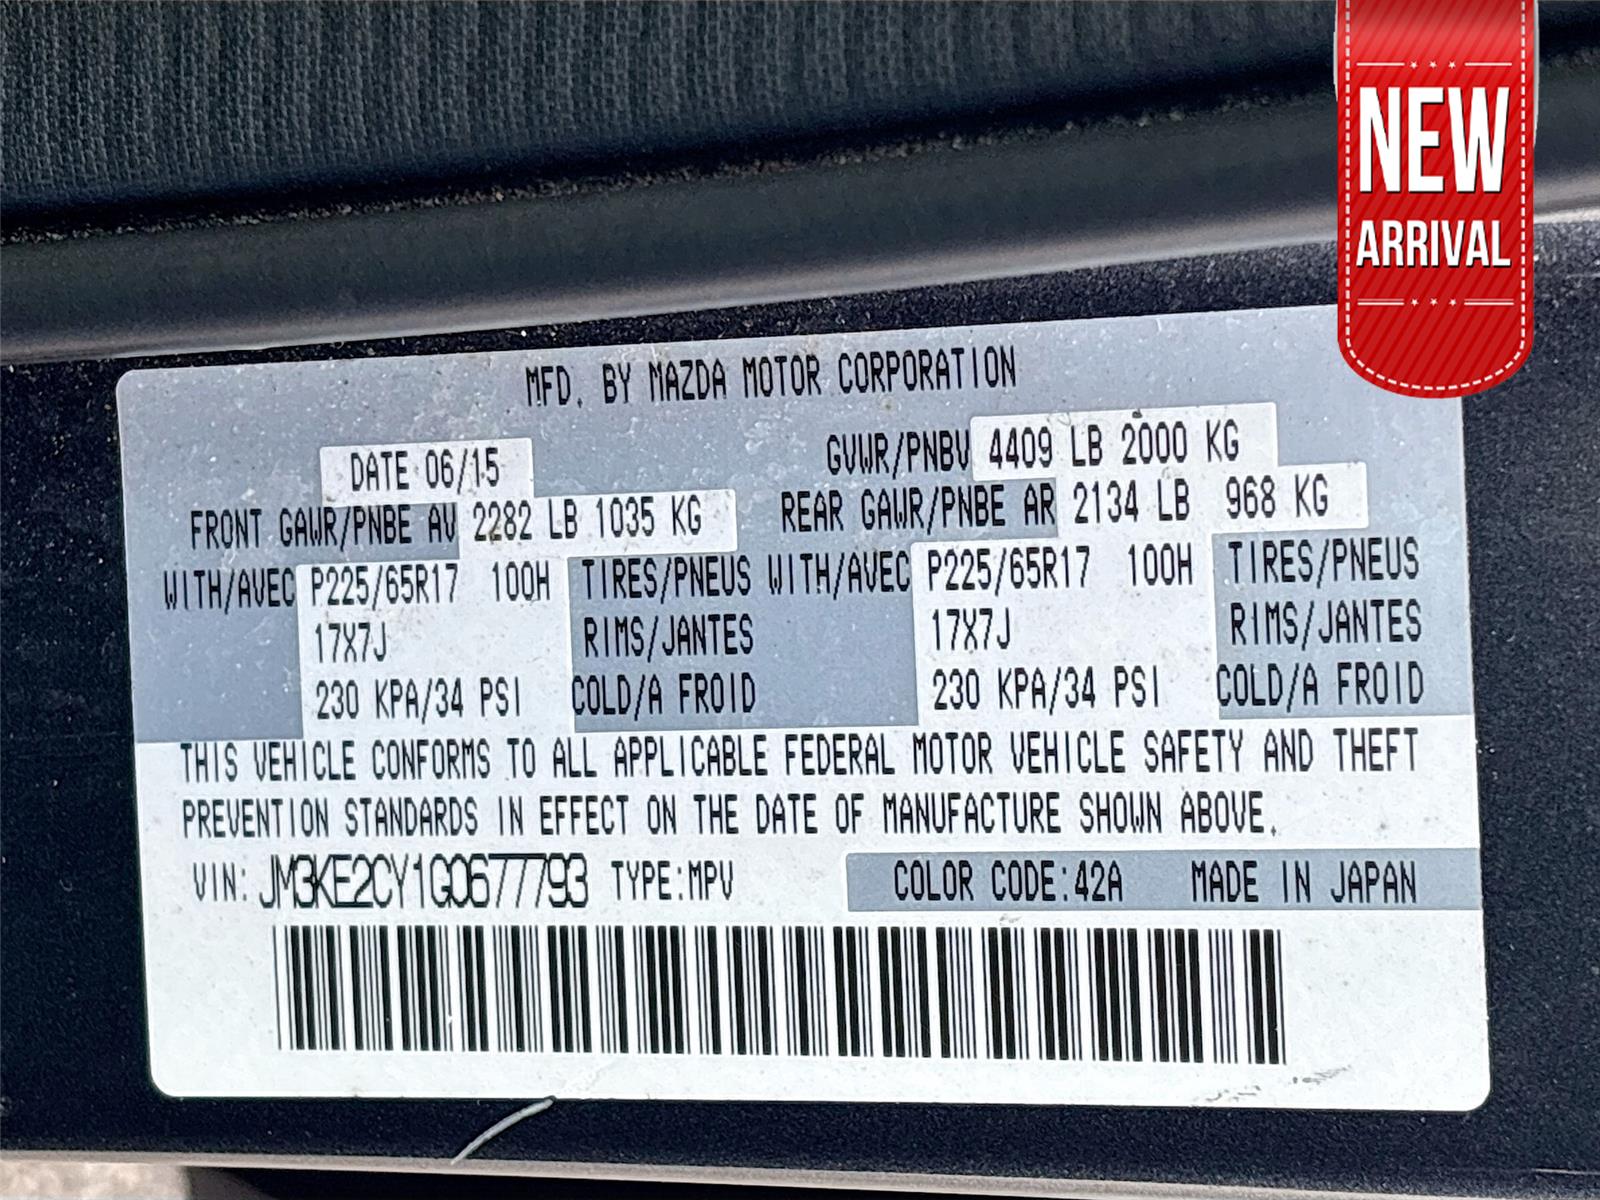 NEW
ARRIVAL
MFD. BY MAZDA MOTOR CORPORATION
DATE 06/15 GVWR/PNBV 4409 LB 2000 KG
FRONT GAWR/PNBE AV 2282 LB 1035 KG REAR GAWR/PNBE AR 2134 LB 968 KG
WITH/AVEC P225/65R17 100H TIRES/PNEUS WITH/AVEC P225/65R17 100H TIRES/PNEUS
17X7J RIMS/JANTES 17X7J RIMS/JANTES
230 KPA/34 PSI COLD/A FROID 230 KPA/34 PSI COLD/A FROID
THIS VEHICLE CONFORMS TO ALL APPLICABLE FEDERAL MOTOR VEHICLE SAFETY AND THEFT
PREVENTION STANDARDS IN EFFECT ON THE DATE OF MANUFACTURE SHOWN ABOVE.
VIN: JM3KE2CY1G0677793 TYPE:MPV COLOR CODE:42A MADE IN JAPAN